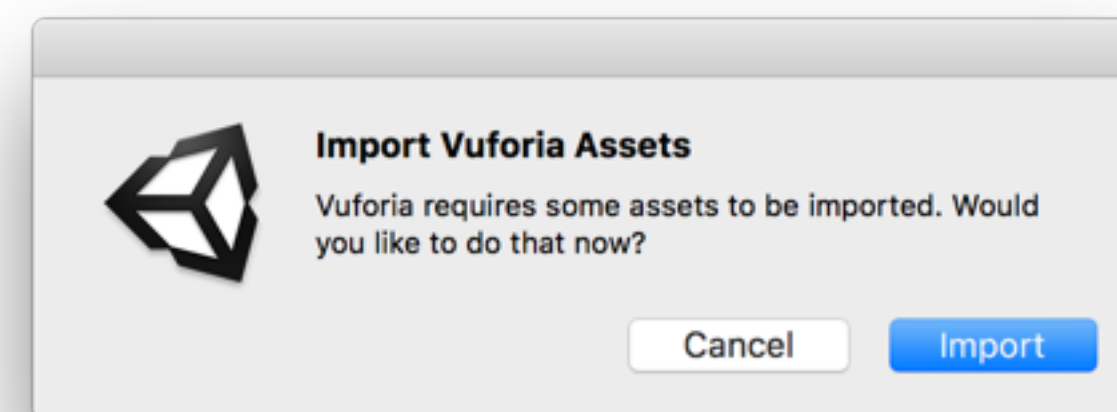 Import Vuforia Assets
Vuforia requires some assets to be imported. Would
you like to do that now?
Cancel
Import